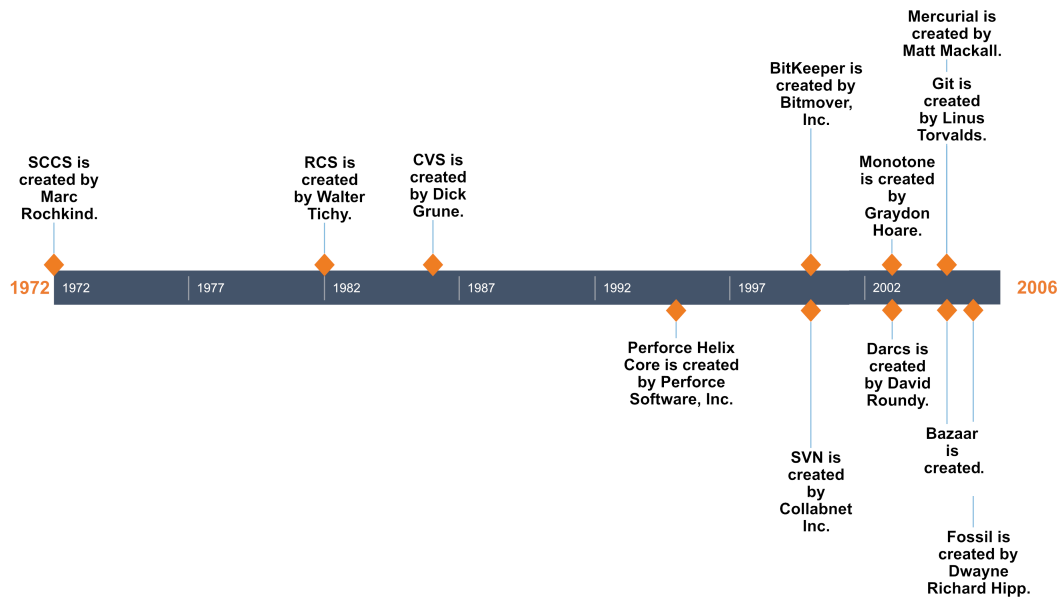 Mercurial is
created by
Matt Mackall.
BitKeeper is
created by
Bitmover,
Inc.
Git is
created
by Linus
Torvalds.
SCCS is
created by
Marc
Rochkind.
RCS is
created
by Walter
Tichy.
CVS is
created
by Dick
Grune.
Monotone
is created
by
Graydon
Hoare.
1972
1972
1977
1982
1987
1992
1997
2002
2006
Perforce Helix
Core is created
by Perforce
Software, Inc.
Darcs is
created
by David
Roundy.
SVN is
created
by
Collabnet
Inc.
Bazaar
is
created.
Fossil is
created by
Dwayne
Richard Hipp.